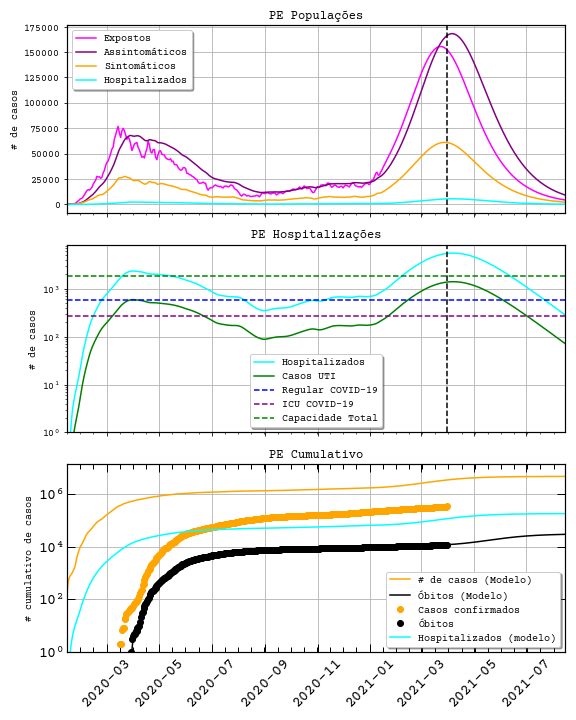 PE Populações
175000
150000
125000
100000
75000
50000
25000
0
# de casos
Expostos
Assintomáticos
Sintomáticos
Hospitalizados
PE Hospitalizações
10³
10²
10¹
10⁰
# de casos
Hospitalizados
Casos UTI
Regular COVID-19
ICU COVID-19
Capacidade Total
PE Cumulativo
10⁶
10⁴
10²
10⁰
# cumulativo de casos
# de casos (Modelo)
Óbitos (Modelo)
Casos confirmados
Óbitos
Hospitalizados (modelo)
2020-03
2020-05
2020-07
2020-09
2020-11
2021-01
2021-03
2021-05
2021-07